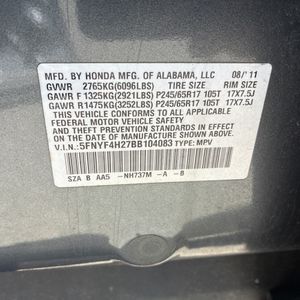 MFD. BY HONDA MFG. OF ALABAMA, LLC 08/'11
GVWR 2765KG(6096LBS) TIRE SIZE RIM SIZE
GAWR F 1325KG(2921LBS) P245/65R17 105T 17X7.5J
GAWR R 1475KG(3252LBS) P245/65R17 105T 17X7.5J
THIS VEHICLE CONFORMS TO ALL APPLICABLE
FEDERAL MOTOR VEHICLE SAFETY STANDARDS IN
EFFECT ON THE DATE OF MANUFACTURE SHOWN ABOVE.
V.I.N.: 5FNYF4H27BB104083 TYPE: MPV
SZA B AA5 -NH737M -A -B